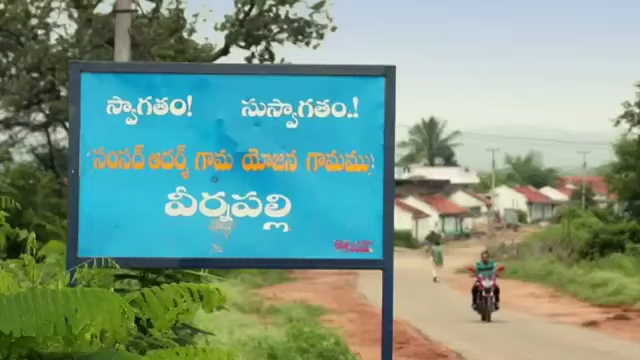 స్వాగతం! సుస్వాగతం.!
సంసద్ ఆదర్శ్ గ్రామ యోజన గ్రామము!
వీర్నపల్లి